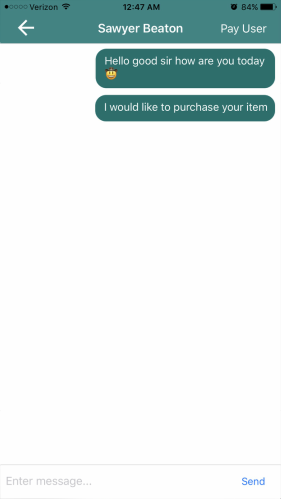 Verizon 12:47 AM 84%
Sawyer Beaton Pay User
Hello good sir how are you today
🤠
I would like to purchase your item
Enter message... Send